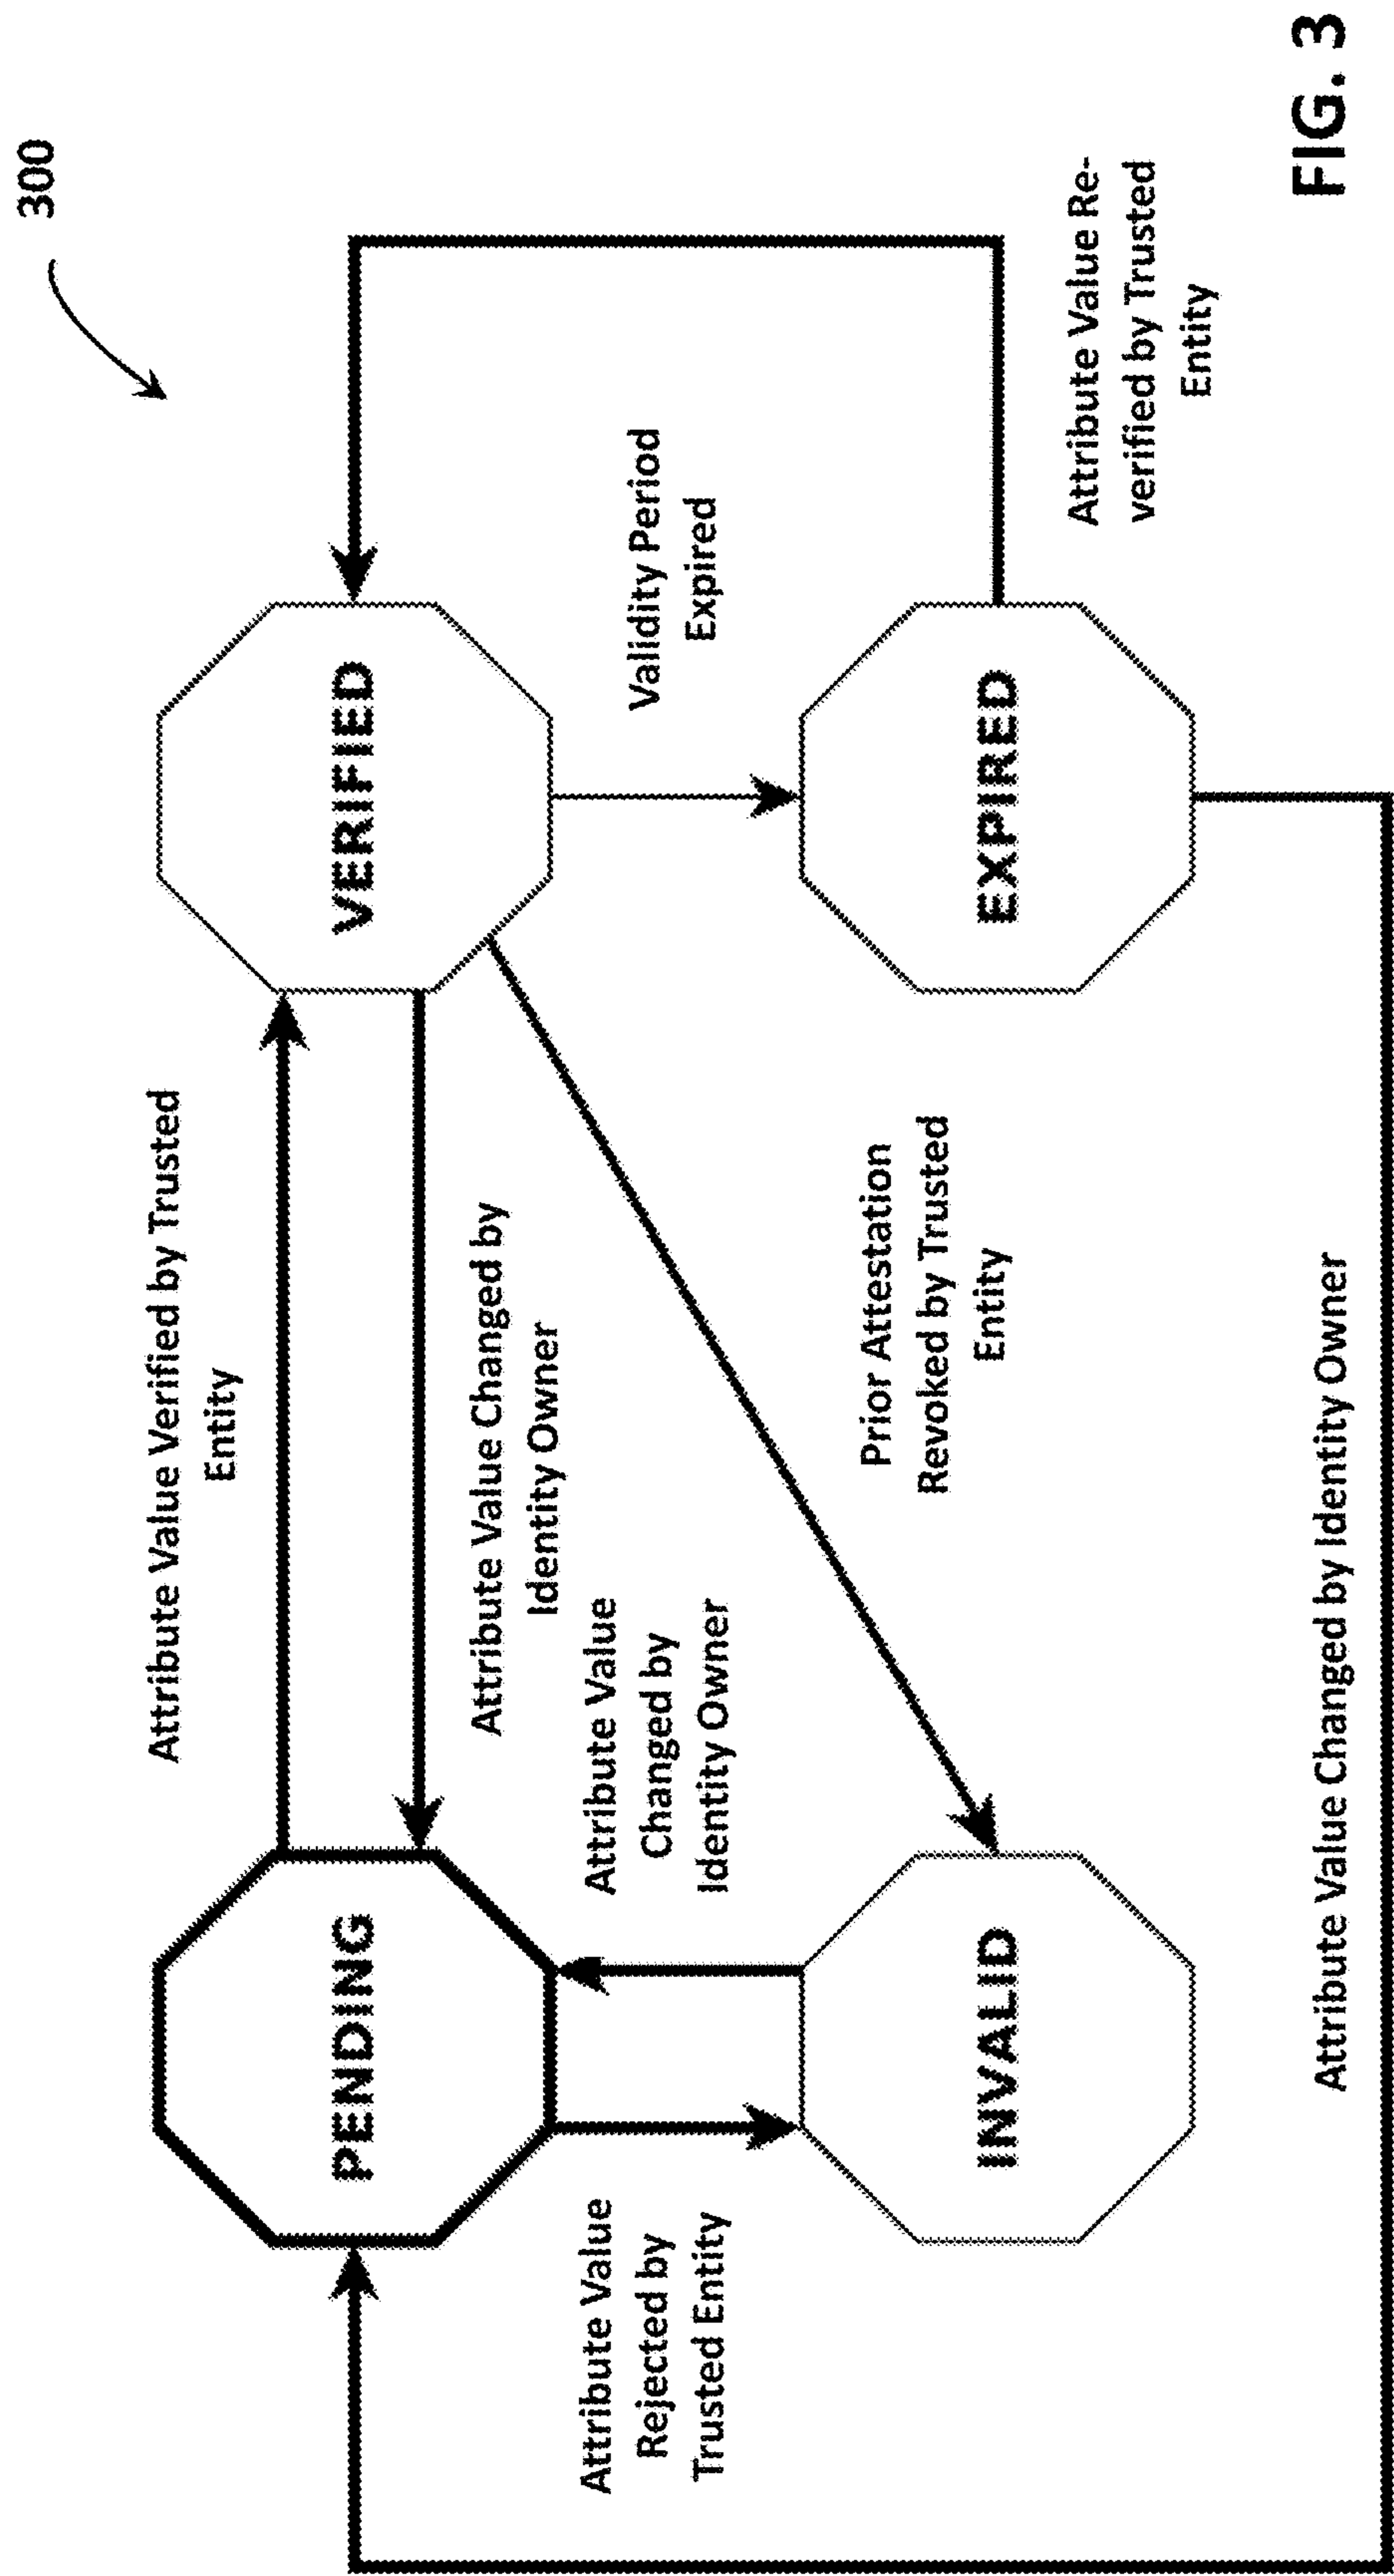 300
Attribute Value Verified by Trusted
Entity
PENDING
VERIFIED
Attribute Value Changed by
Identity Owner
Attribute Value
Rejected by
Trusted Entity
Attribute Value
Changed by
Identity Owner
Validity Period
Expired
Prior Attestation
Revoked by Trusted
Entity
INVALID
EXPIRED
Attribute Value Re-
verified by Trusted
Entity
Attribute Value Changed by Identity Owner
FIG. 3